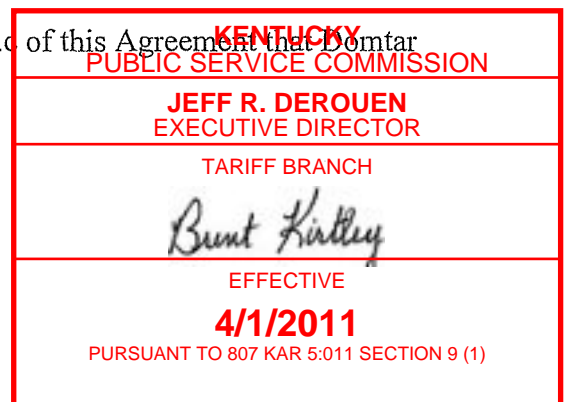 of this Agreement that Domtar
KENTUCKY
PUBLIC SERVICE COMMISSION
JEFF R. DEROUEN
EXECUTIVE DIRECTOR
TARIFF BRANCH
Bunt Kirtley
EFFECTIVE
4/1/2011
PURSUANT TO 807 KAR 5:011 SECTION 9 (1)